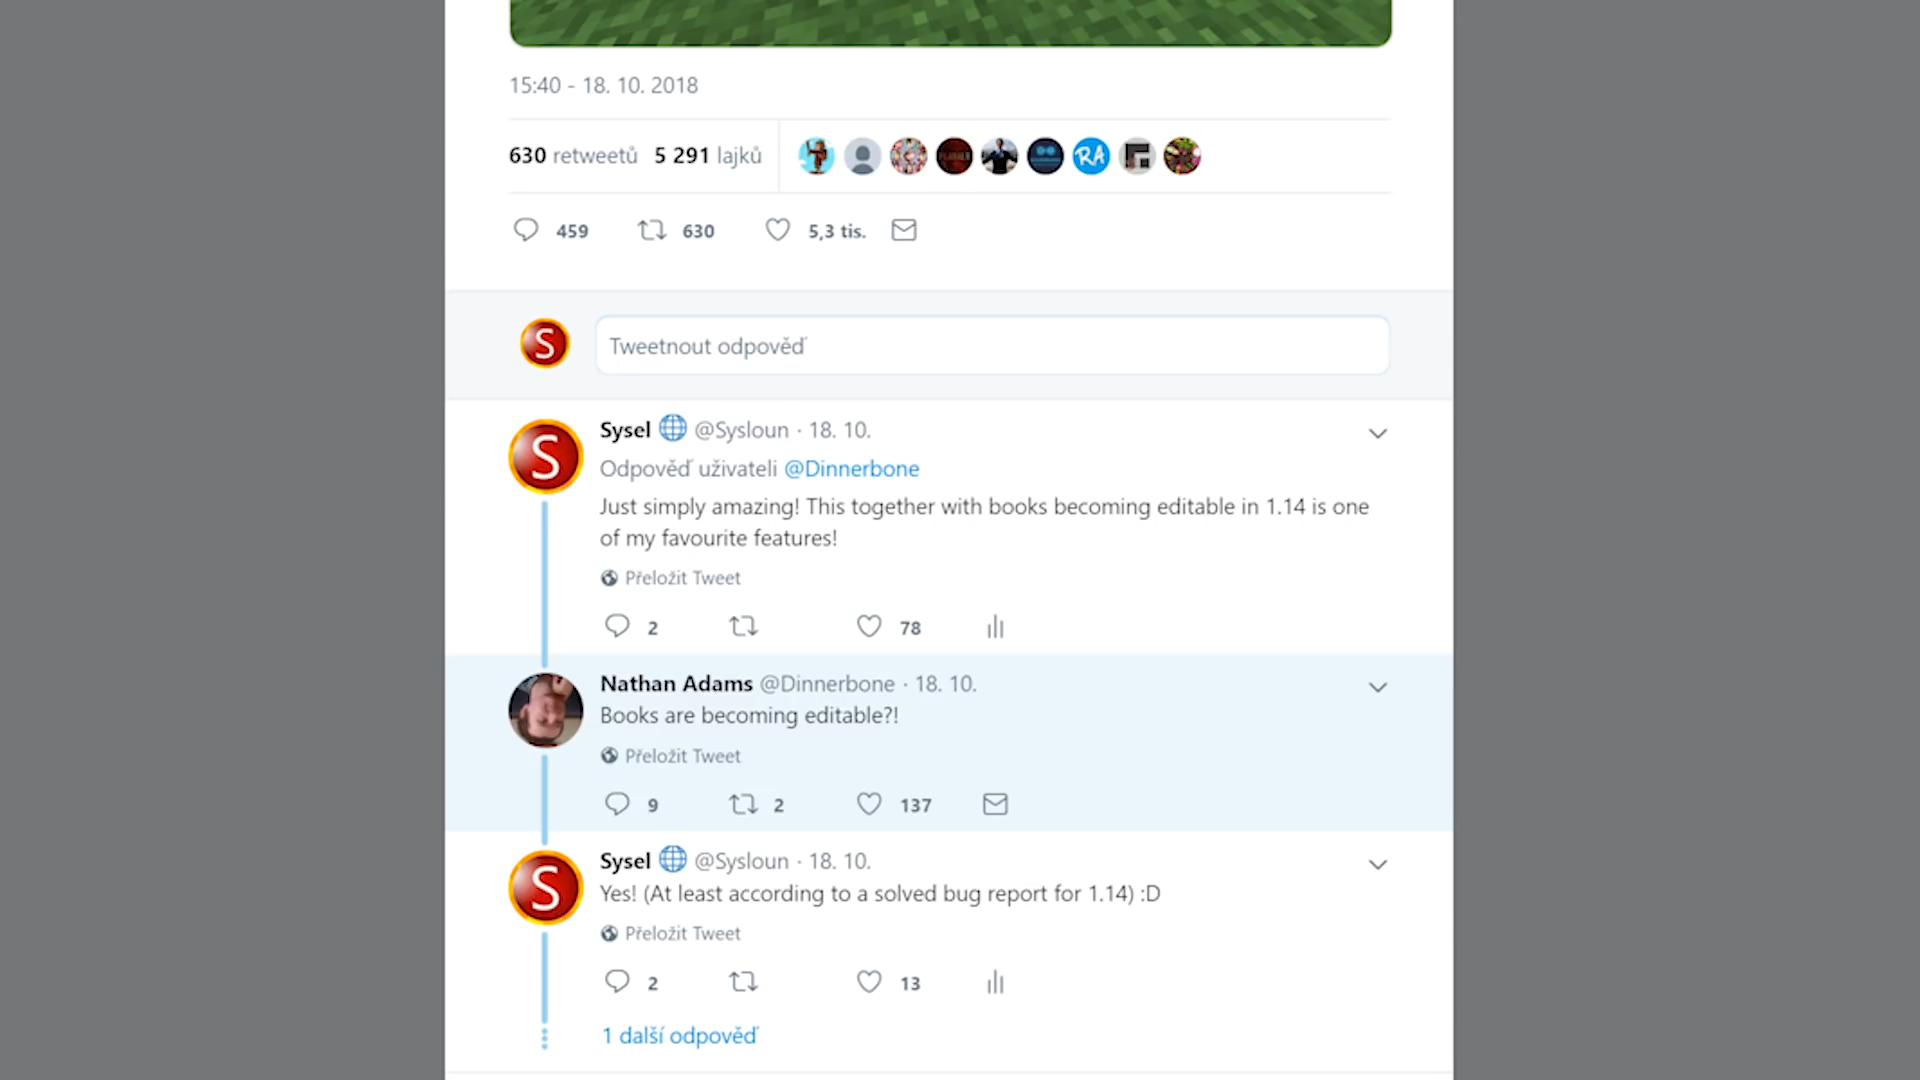 15:40 - 18. 10. 2018
630 retweetů 5 291 lajků
RA
459 630 5,3 tis.
S Tweetnout odpověď
S Sysel @Sysloun · 18. 10.
Odpověď uživateli @Dinnerbone
Just simply amazing! This together with books becoming editable in 1.14 is one
of my favourite features!
Přeložit Tweet
2 78
Nathan Adams @Dinnerbone · 18. 10.
Books are becoming editable?!
Přeložit Tweet
9 2 137
S Sysel @Sysloun · 18. 10.
Yes! (At least according to a solved bug report for 1.14) :D
Přeložit Tweet
2 13
1 další odpověď